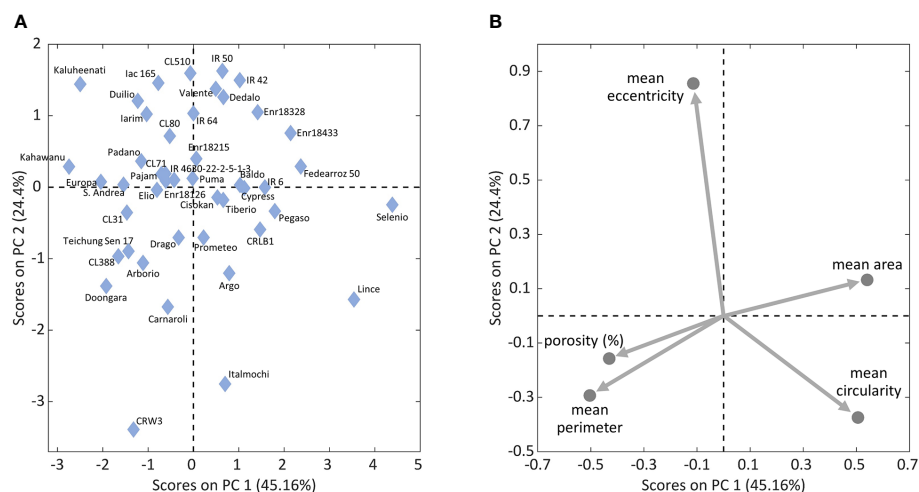 A
B
Scores on PC 2 (24.4%)
2
1
0
-1
-2
-3
Kaluheenati
Iac 165
CL510
IR 50
IR 42
Duilio
Valente
Dedalo
Iarim
IR 64
Enr18328
CL80
Enr18433
Enr18215
Padano
Kahawanu
CL71
IR 4630-22-2-5-1-3
Fedearroz 50
Europa
Pajam
Puma
Baldo
IR 6
S. Andrea
Elio
Enr18126
Cypress
Cisokan
Tiberio
CL31
Pegaso
Selenio
Teichung Sen 17
Drago
Prometeo
CRLB1
CL388
Arborio
Argo
Doongara
Lince
Carnaroli
Italmochi
CRW3
-3 -2 -1 0 1 2 3 4 5
Scores on PC 1 (45.16%)
Scores on PC 2 (24.4%)
0.9
0.7
0.5
0.3
0.1
-0.1
-0.3
-0.5
mean
eccentricity
mean area
porosity (%)
mean
circularity
mean
perimeter
-0.7 -0.5 -0.3 -0.1 0.1 0.3 0.5 0.7
Scores on PC 1 (45.16%)